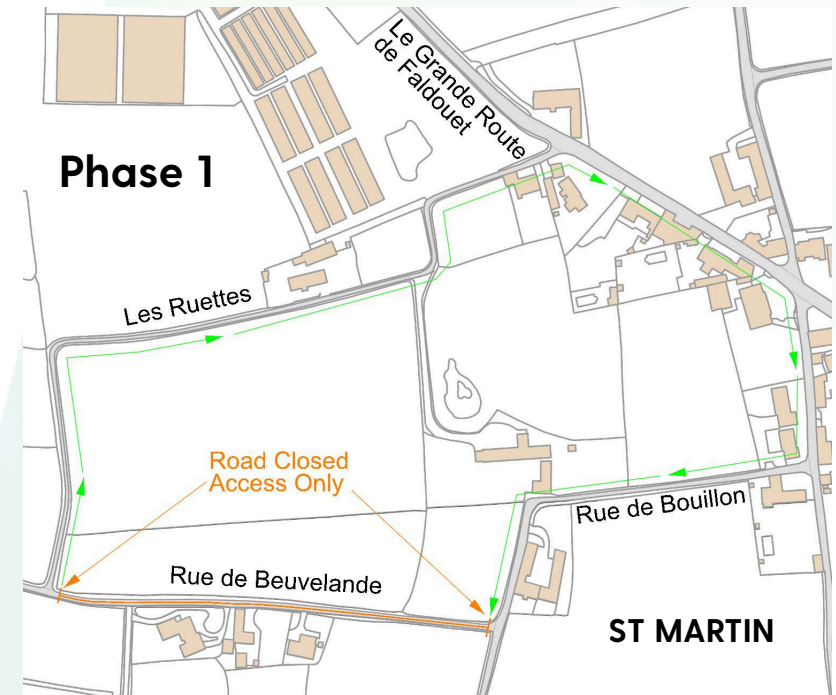 Le Grande Route
de Faldouet
Phase 1
Les Ruettes
Road Closed
Access Only
Rue de Bouillon
Rue de Beuvelande
ST MARTIN